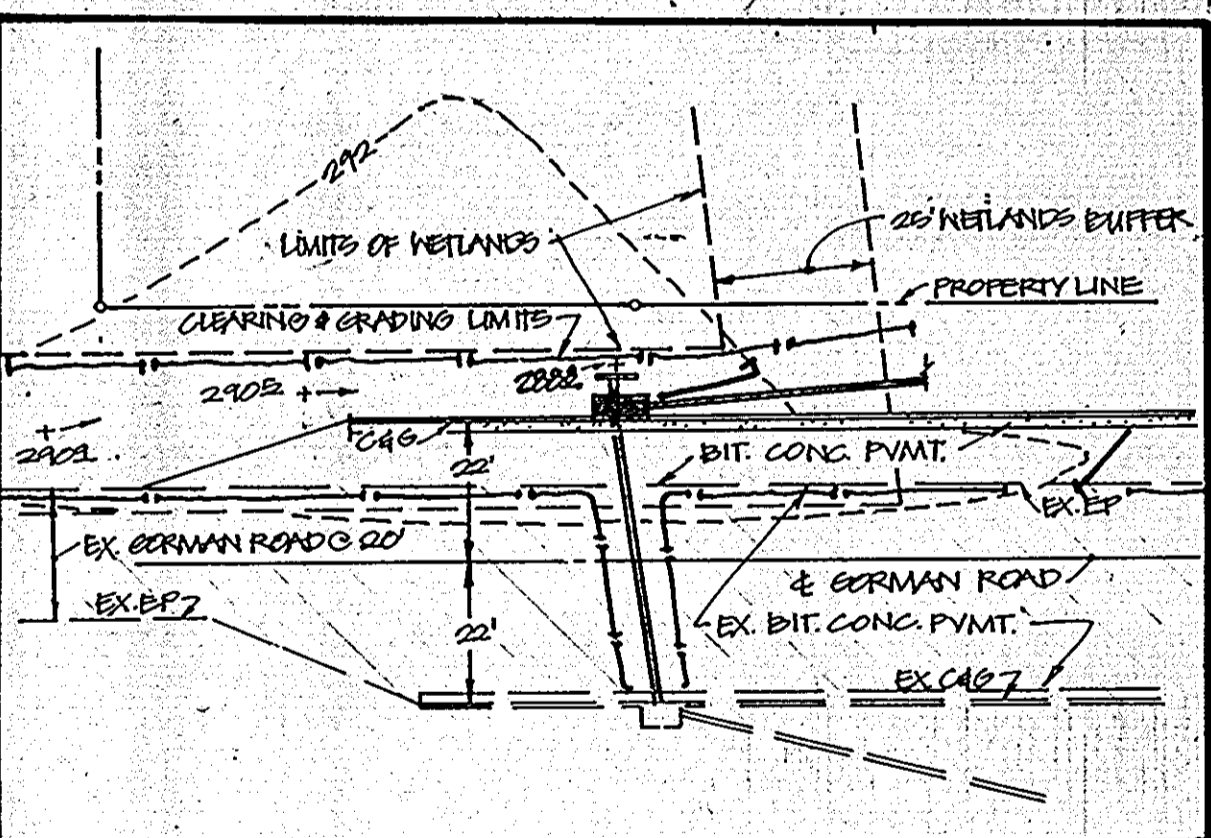 292
LIMITS OF WETLANDS
25' WETLANDS BUFFER
PROPERTY LINE
CLEARING & GRADING LIMITS
2905
2882
2901
C&G
22'
BIT. CONC. PVMT.
EX. EP
EX. GORMAN ROAD @ 20'
℄ GORMAN ROAD
EX. EP
22'
EX. BIT. CONC. PVMT.
EX. C&G